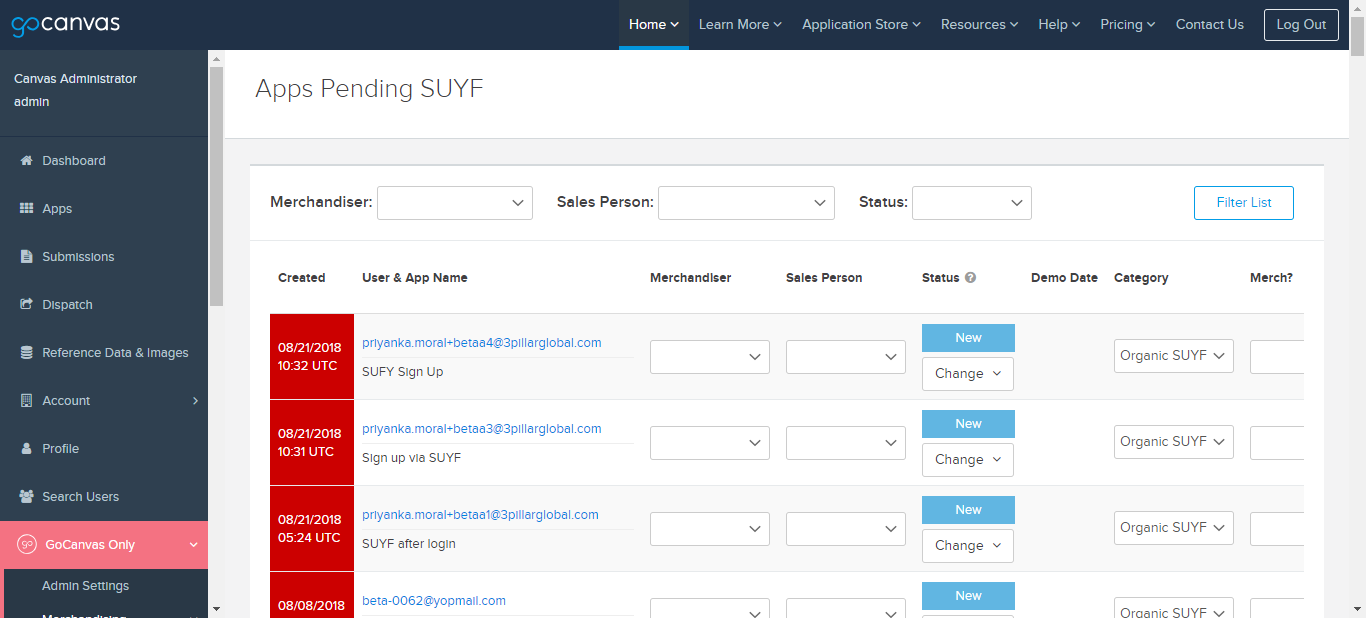 gocanvas
Home
Learn More
Application Store
Resources
Help
Pricing
Contact Us
Log Out
Canvas Administrator
admin
Dashboard
Apps
Submissions
Dispatch
Reference Data & Images
Account
Profile
Search Users
go GoCanvas Only
Admin Settings
Merchandising
Apps Pending SUYF
Merchandiser:
Sales Person:
Status:
Filter List
Created
User & App Name
Merchandiser
Sales Person
Status ?
Demo Date
Category
Merch?
08/21/2018
10:32 UTC
priyanka.moral+betaa4@3pillarglobal.com
SUFY Sign Up
New
Change
Organic SUYF
08/21/2018
10:31 UTC
priyanka.moral+betaa3@3pillarglobal.com
Sign up via SUYF
New
Change
Organic SUYF
08/21/2018
05:24 UTC
priyanka.moral+betaa1@3pillarglobal.com
SUYF after login
New
Change
Organic SUYF
08/08/2018
beta-0062@yopmail.com
New
Organic SUYF